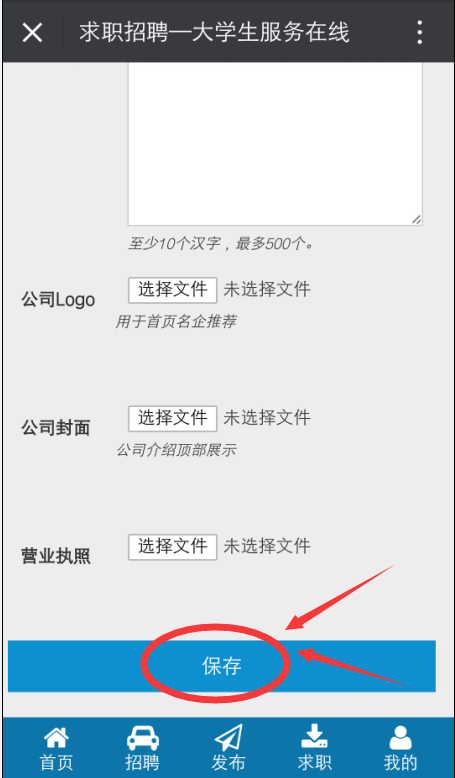 求职招聘—大学生服务在线
至少10个汉字，最多500个。
公司Logo
选择文件 未选择文件
用于首页名企推荐
公司封面
选择文件 未选择文件
公司介绍顶部展示
营业执照
选择文件 未选择文件
保存
首页 招聘 发布 求职 我的